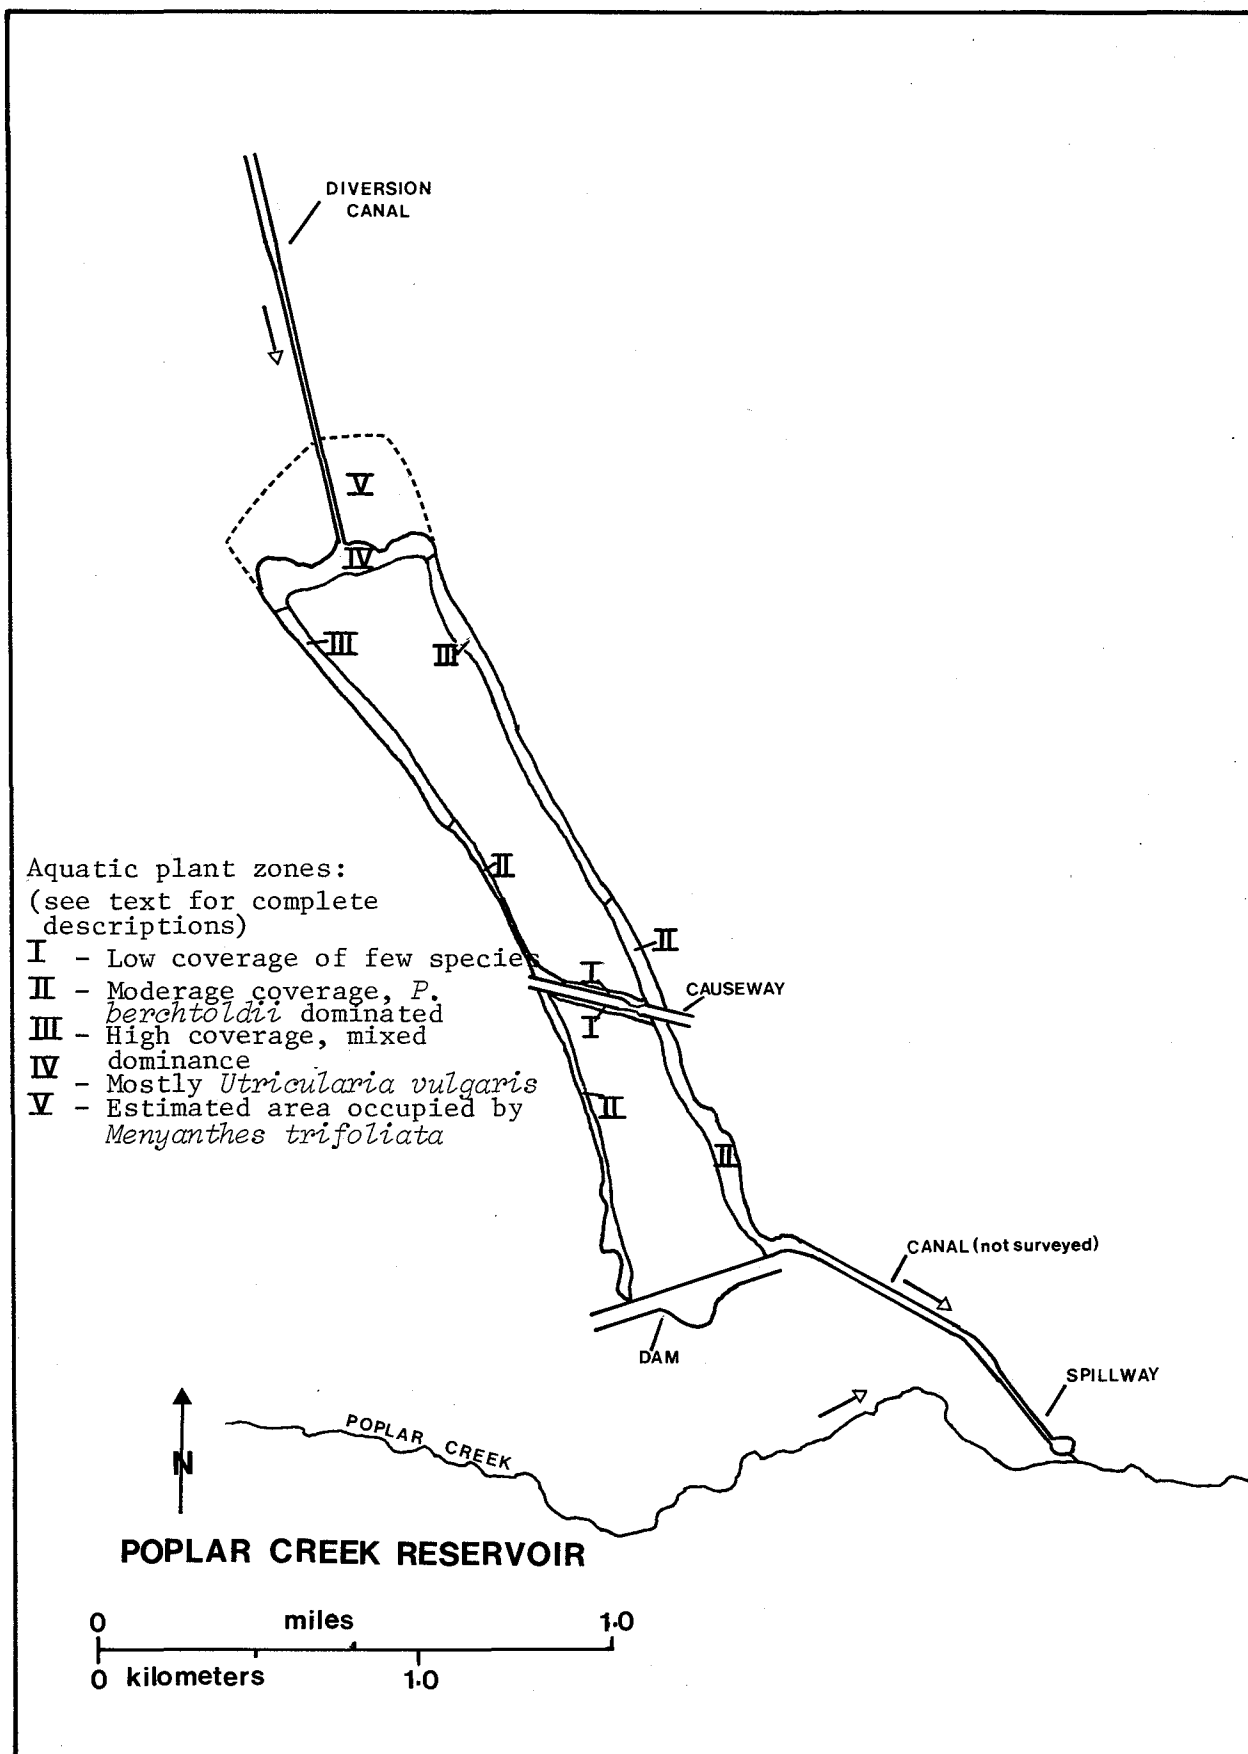 DIVERSION
CANAL
V
IV
III
III
II
II
I
CAUSEWAY
I
Aquatic plant zones:
(see text for complete
descriptions)
I - Low coverage of few species
II - Moderage coverage, P.
berchtoldii dominated
III - High coverage, mixed
dominance
IV - Mostly Utricularia vulgaris
V - Estimated area occupied by
Menyanthes trifoliata
II
II
CANAL (not surveyed)
DAM
SPILLWAY
POPLAR CREEK
N
POPLAR CREEK RESERVOIR
0 miles 1.0
0 kilometers 1.0